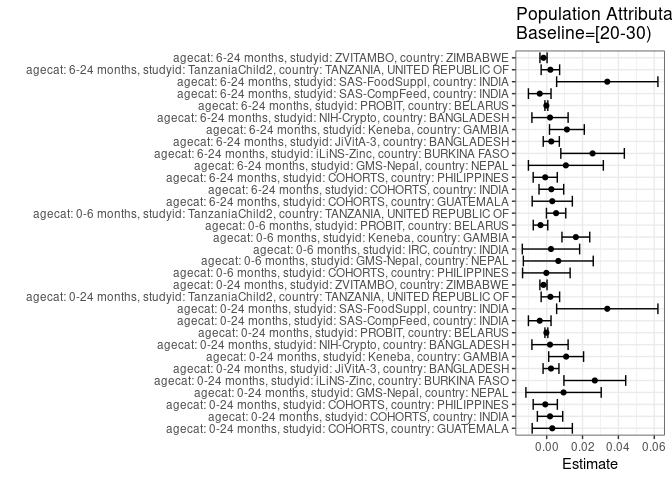 Population Attributa
Baseline=[20-30)
agecat: 6-24 months, studyid: ZVITAMBO, country: ZIMBABWE
agecat: 6-24 months, studyid: TanzaniaChild2, country: TANZANIA, UNITED REPUBLIC OF
agecat: 6-24 months, studyid: SAS-FoodSuppl, country: INDIA
agecat: 6-24 months, studyid: SAS-CompFeed, country: INDIA
agecat: 6-24 months, studyid: PROBIT, country: BELARUS
agecat: 6-24 months, studyid: NIH-Crypto, country: BANGLADESH
agecat: 6-24 months, studyid: Keneba, country: GAMBIA
agecat: 6-24 months, studyid: JiVitA-3, country: BANGLADESH
agecat: 6-24 months, studyid: iLiNS-Zinc, country: BURKINA FASO
agecat: 6-24 months, studyid: GMS-Nepal, country: NEPAL
agecat: 6-24 months, studyid: COHORTS, country: PHILIPPINES
agecat: 6-24 months, studyid: COHORTS, country: INDIA
agecat: 6-24 months, studyid: COHORTS, country: GUATEMALA
agecat: 0-6 months, studyid: TanzaniaChild2, country: TANZANIA, UNITED REPUBLIC OF
agecat: 0-6 months, studyid: PROBIT, country: BELARUS
agecat: 0-6 months, studyid: Keneba, country: GAMBIA
agecat: 0-6 months, studyid: IRC, country: INDIA
agecat: 0-6 months, studyid: GMS-Nepal, country: NEPAL
agecat: 0-6 months, studyid: COHORTS, country: PHILIPPINES
agecat: 0-24 months, studyid: ZVITAMBO, country: ZIMBABWE
agecat: 0-24 months, studyid: TanzaniaChild2, country: TANZANIA, UNITED REPUBLIC OF
agecat: 0-24 months, studyid: SAS-FoodSuppl, country: INDIA
agecat: 0-24 months, studyid: SAS-CompFeed, country: INDIA
agecat: 0-24 months, studyid: PROBIT, country: BELARUS
agecat: 0-24 months, studyid: NIH-Crypto, country: BANGLADESH
agecat: 0-24 months, studyid: Keneba, country: GAMBIA
agecat: 0-24 months, studyid: JiVitA-3, country: BANGLADESH
agecat: 0-24 months, studyid: iLiNS-Zinc, country: BURKINA FASO
agecat: 0-24 months, studyid: GMS-Nepal, country: NEPAL
agecat: 0-24 months, studyid: COHORTS, country: PHILIPPINES
agecat: 0-24 months, studyid: COHORTS, country: INDIA
agecat: 0-24 months, studyid: COHORTS, country: GUATEMALA
0.00 0.02 0.04 0.06
Estimate